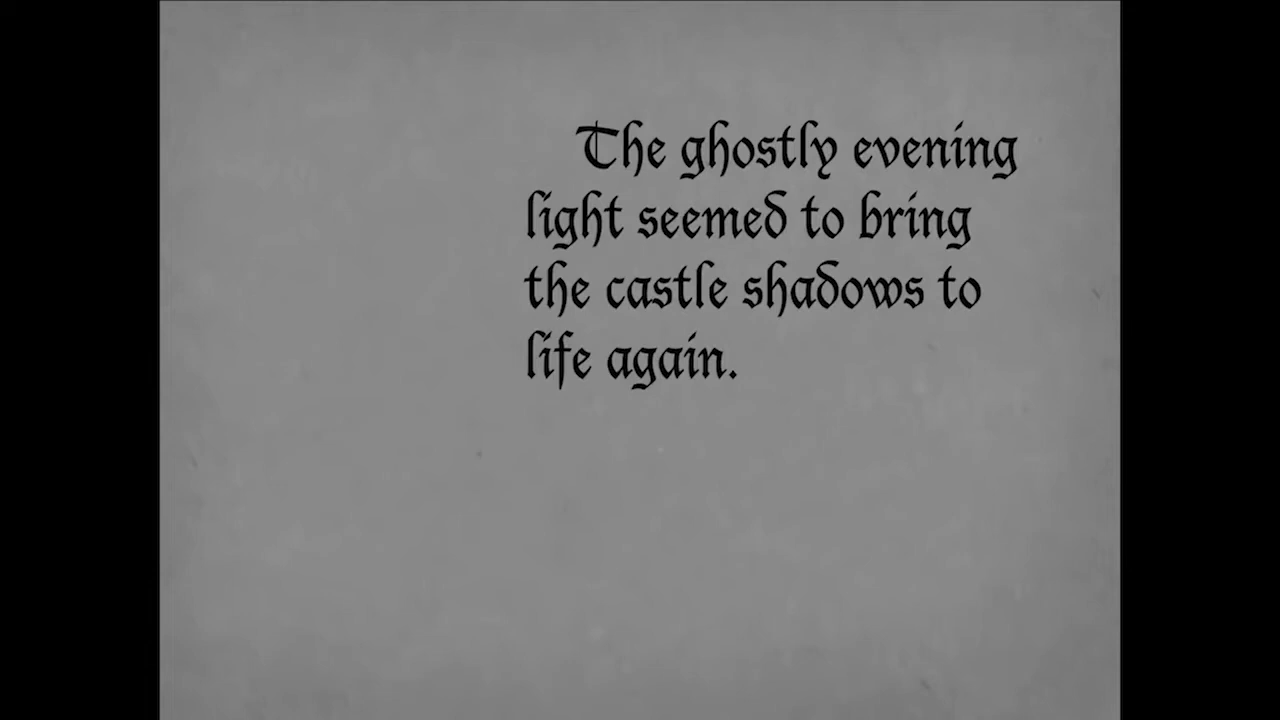 The ghostly evening
light seemed to bring
the castle shadows to
life again.